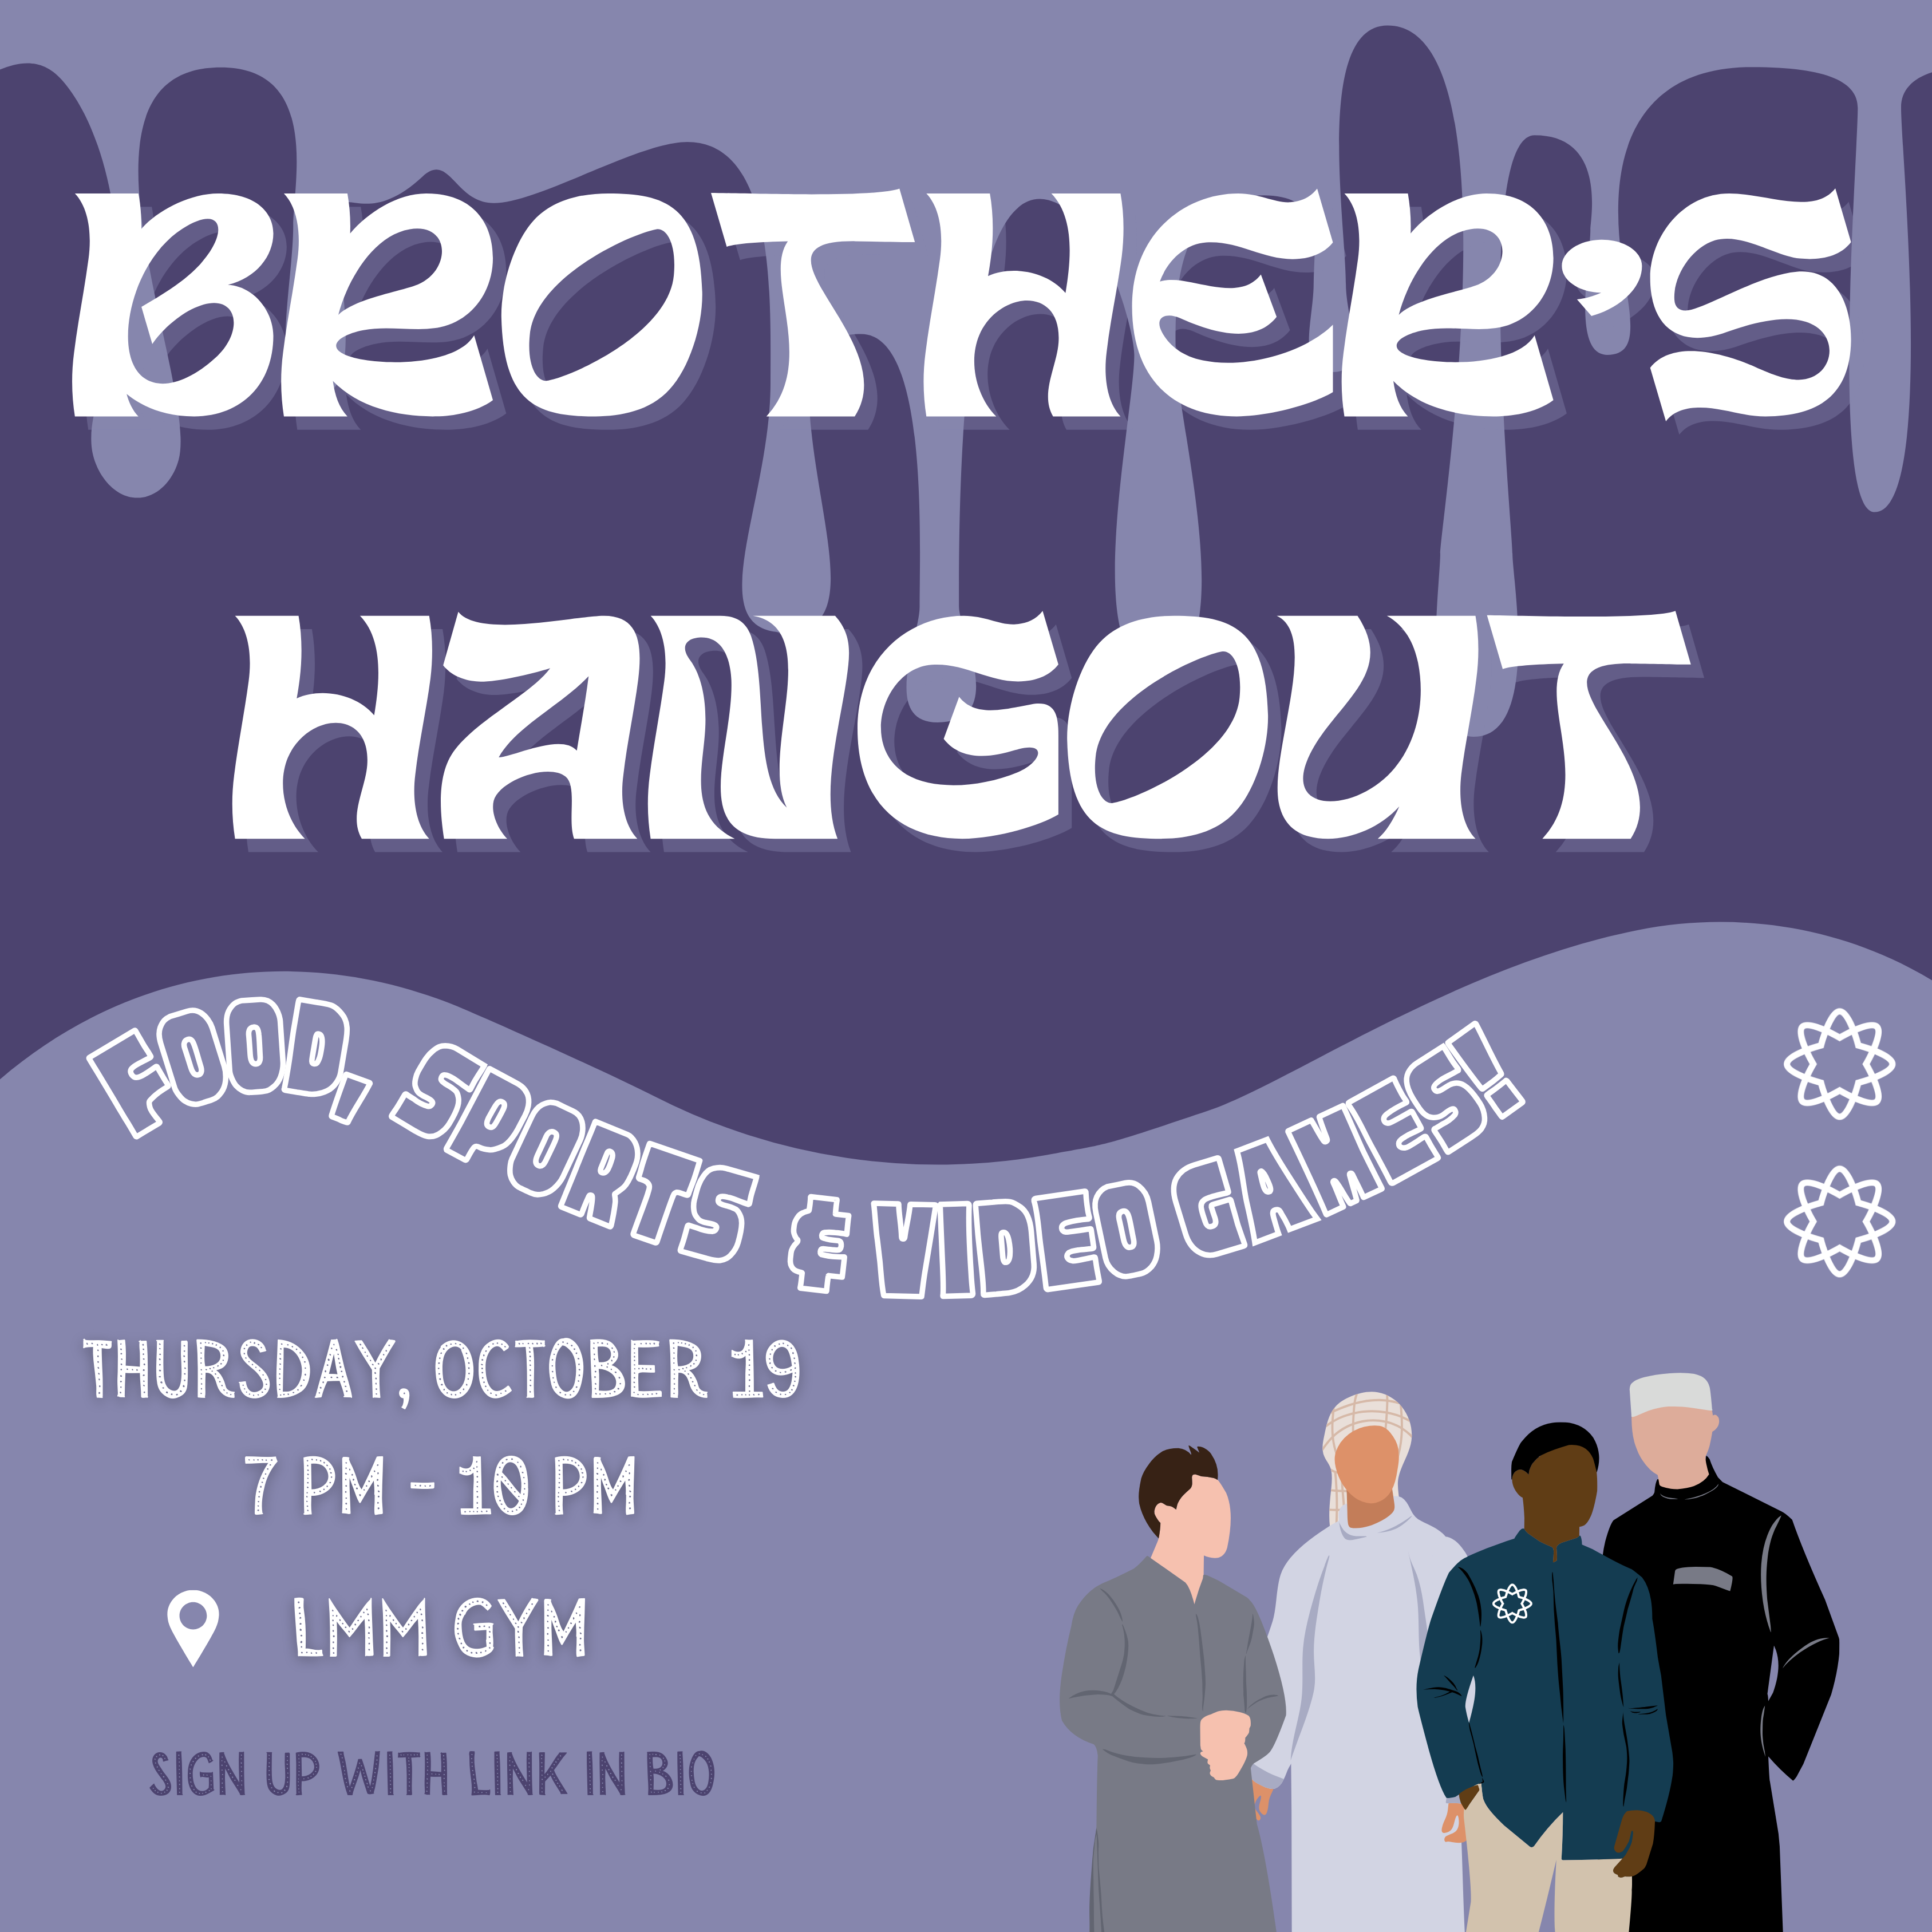 BROTHER'S
HANGOUT
FOOD, SPORTS & VIDEO GAMES!
THURSDAY, OCTOBER 19
7 PM - 10 PM
LMM GYM
SIGN UP WITH LINK IN BIO